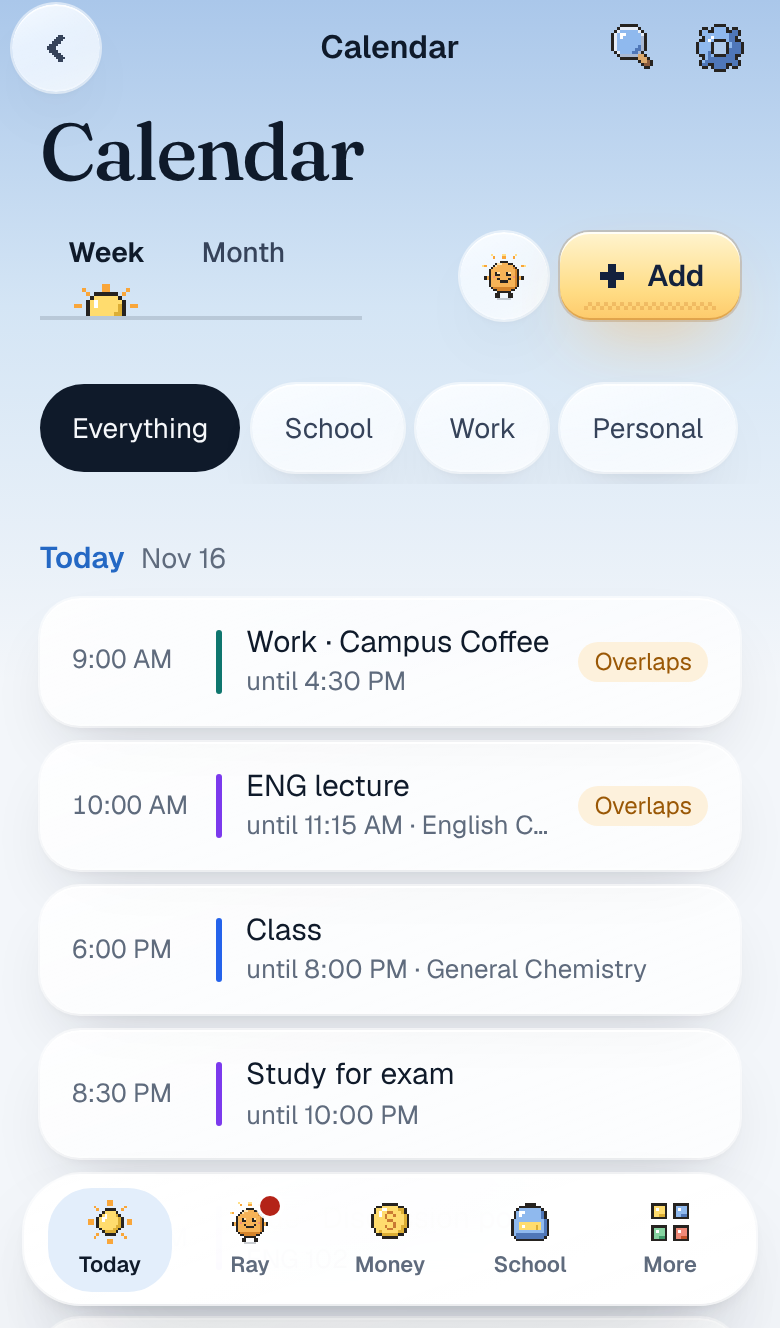 Calendar
Calendar
Week
Month
Add
Everything
School
Work
Personal
Today Nov 16
9:00 AM
Work · Campus Coffee
until 4:30 PM
Overlaps
10:00 AM
ENG lecture
until 11:15 AM · English C...
Overlaps
6:00 PM
Class
until 8:00 PM · General Chemistry
8:30 PM
Study for exam
until 10:00 PM
Today
Ray
Money
School
More